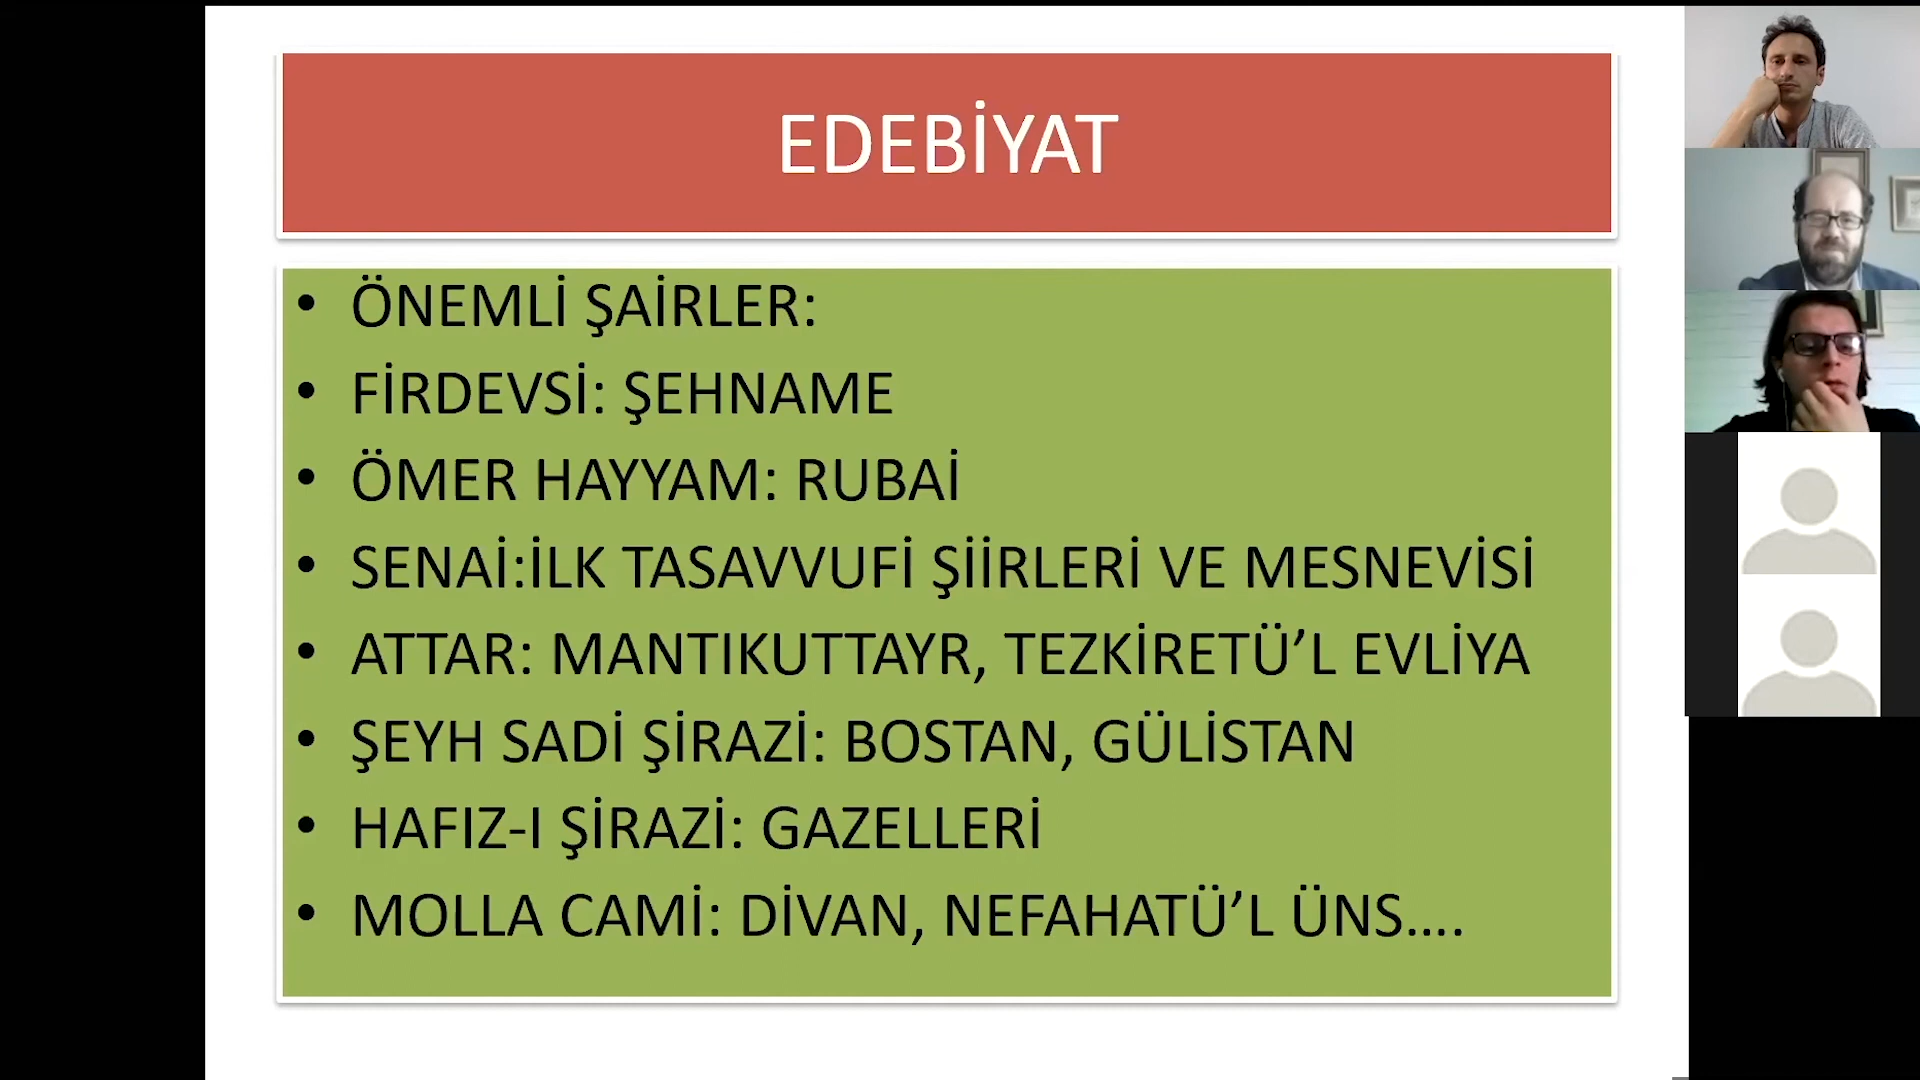 EDEBİYAT
• ÖNEMLİ ŞAİRLER:
• FİRDEVSİ: ŞEHNAME
• ÖMER HAYYAM: RUBAİ
• SENAİ:İLK TASAVVUFİ ŞİİRLERİ VE MESNEVİSİ
• ATTAR: MANTIKUTTAYR, TEZKİRETÜ’L EVLİYA
• ŞEYH SADİ ŞİRAZİ: BOSTAN, GÜLİSTAN
• HAFIZ-I ŞİRAZİ: GAZELLERİ
• MOLLA CAMİ: DİVAN, NEFAHATÜ’L ÜNS….